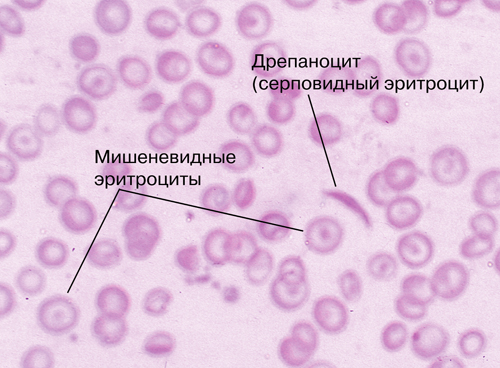 Дрепаноцит
(серповидный эритроцит)
Мишеневидные
эритроциты